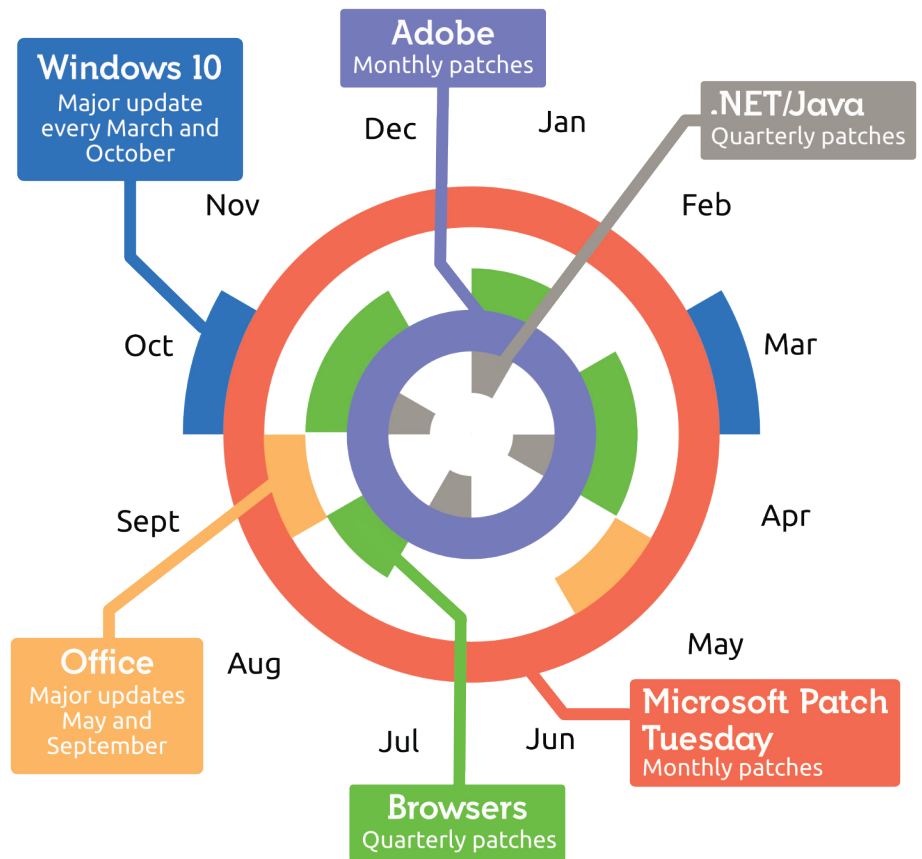 Adobe
Monthly patches
Windows 10
Major update
every March and
October
.NET/Java
Quarterly patches
Dec
Jan
Nov
Feb
Oct
Mar
Sept
Apr
Aug
May
Jul
Jun
Office
Major updates
May and
September
Microsoft Patch
Tuesday
Monthly patches
Browsers
Quarterly patches